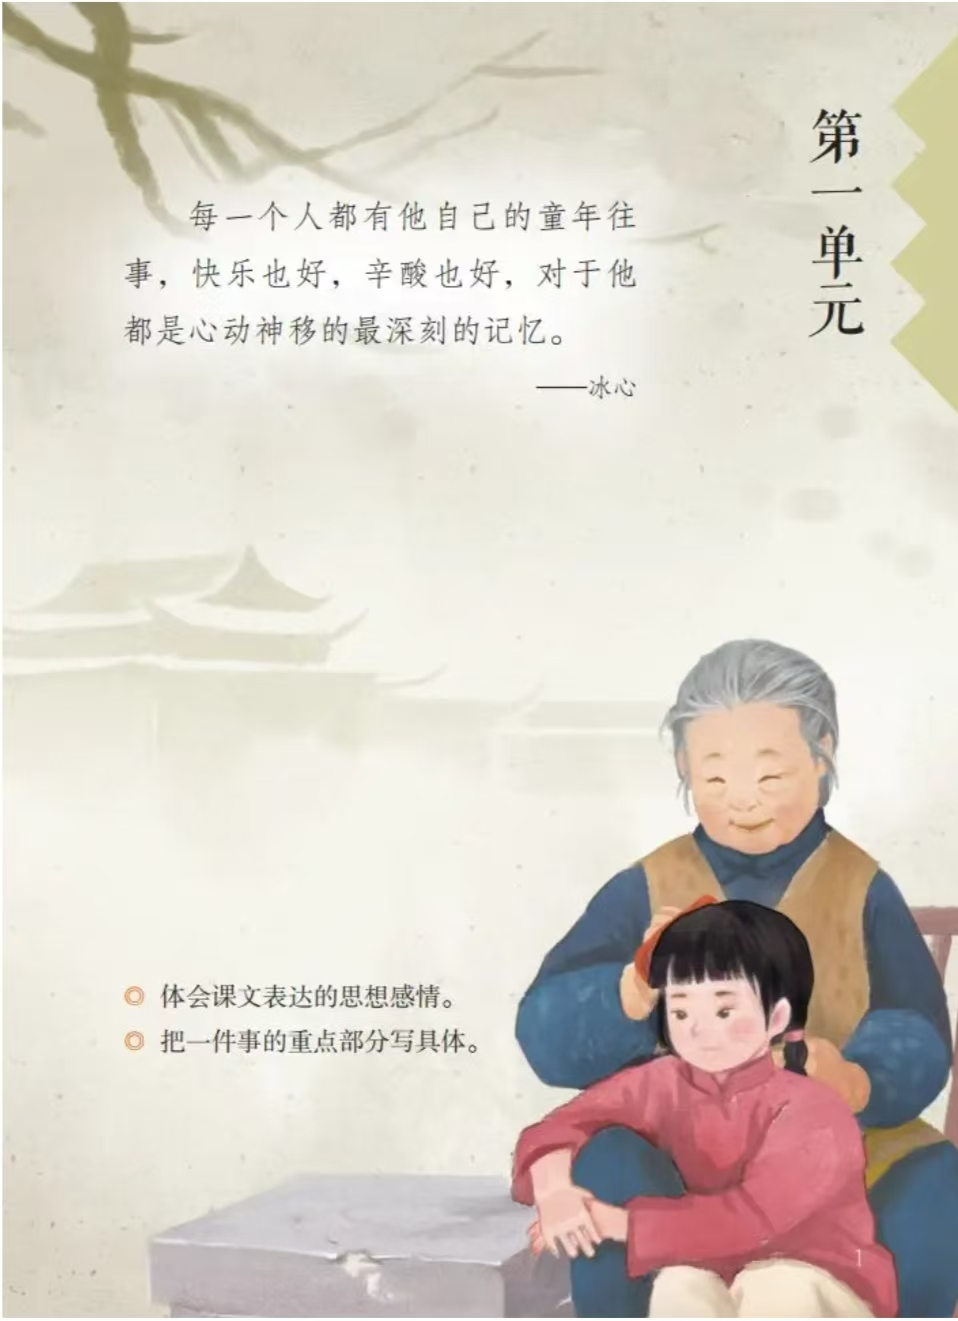 第一单元
每一个人都有他自己的童年往
事，快乐也好，辛酸也好，对于他
都是心动神移的最深刻的记忆。
——冰心
◎ 体会课文表达的思想感情。
◎ 把一件事的重点部分写具体。
1